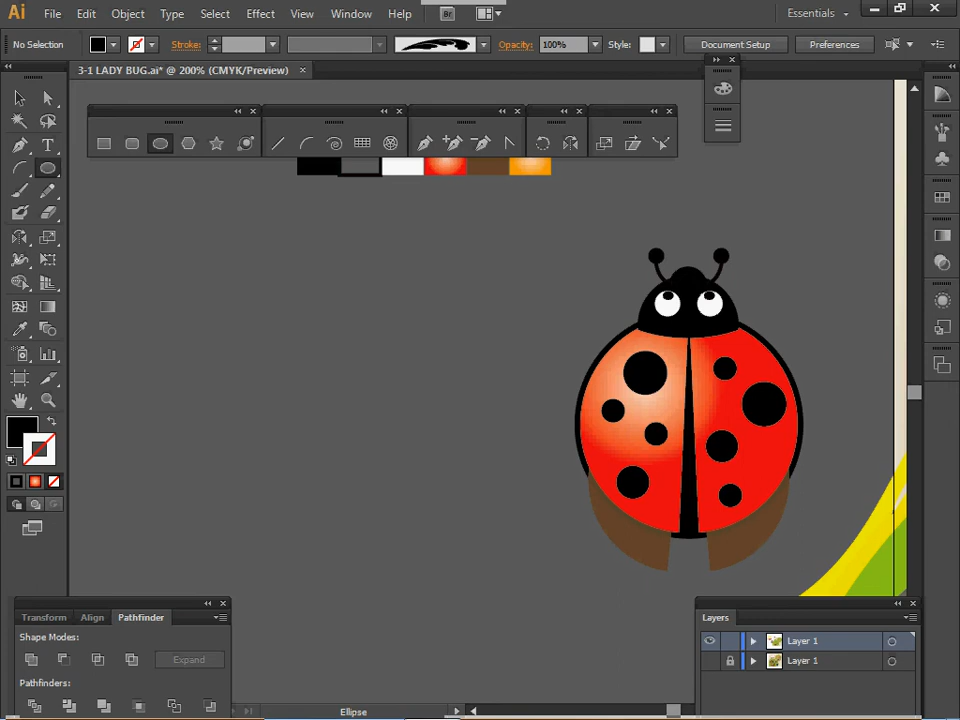 Ai File Edit Object Type Select Effect View Window Help Br Essentials
No Selection Stroke: Opacity: 100% Style: Document Setup Preferences
3-1 LADY BUG.ai* @ 200% (CMYK/Preview)
T
Transform Align Pathfinder
Shape Modes:
Expand
Pathfinders:
Layers
Layer 1
Layer 1
Ellipse